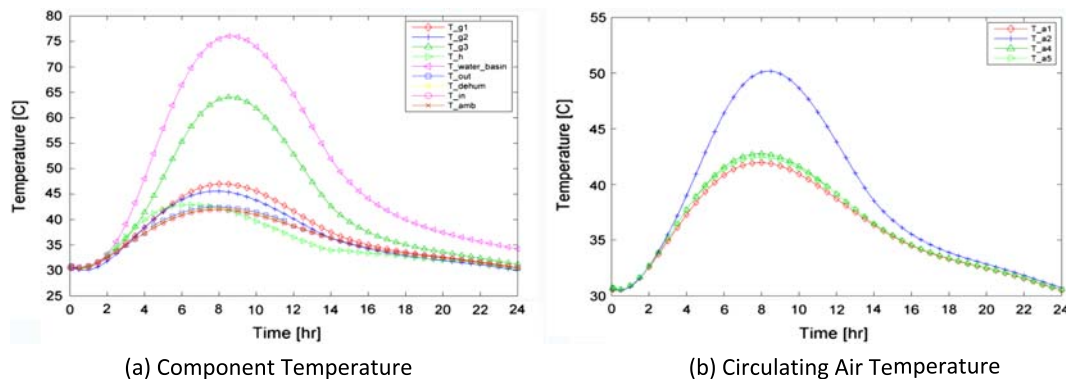 80
75
70
65
60
55
50
45
40
35
30
25
Temperature [C]
0 2 4 6 8 10 12 14 16 18 20 22 24
Time [hr]
T_g1
T_g2
T_g3
T_h
T_water_basin
T_out
T_dehum
T_in
T_amb
(a) Component Temperature
55
50
45
40
35
30
Temperature [C]
0 2 4 6 8 10 12 14 16 18 20 22 24
Time [hr]
T_a1
T_a2
T_a4
T_a5
(b) Circulating Air Temperature